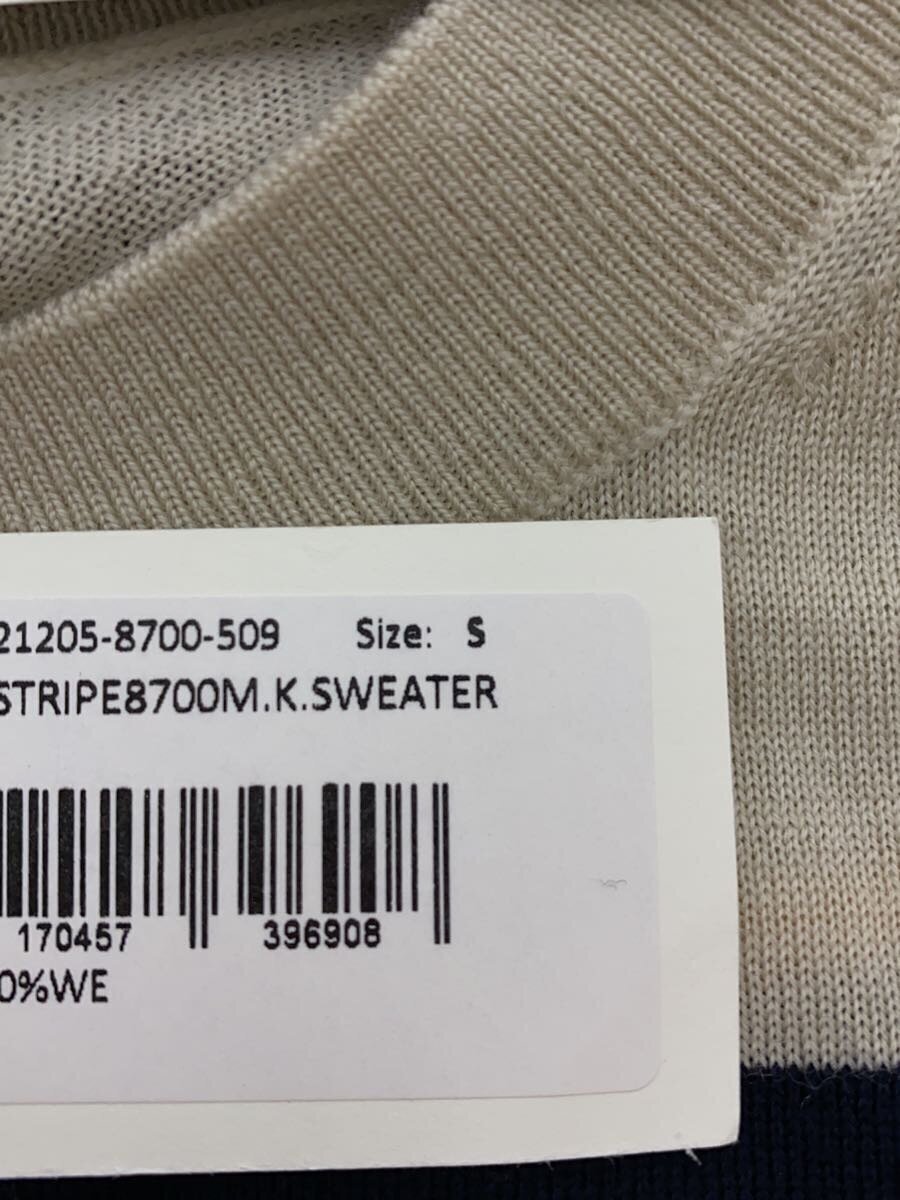 21205-8700-509 Size: S
STRIPE8700M.K.SWEATER
170457 396908
0%WE